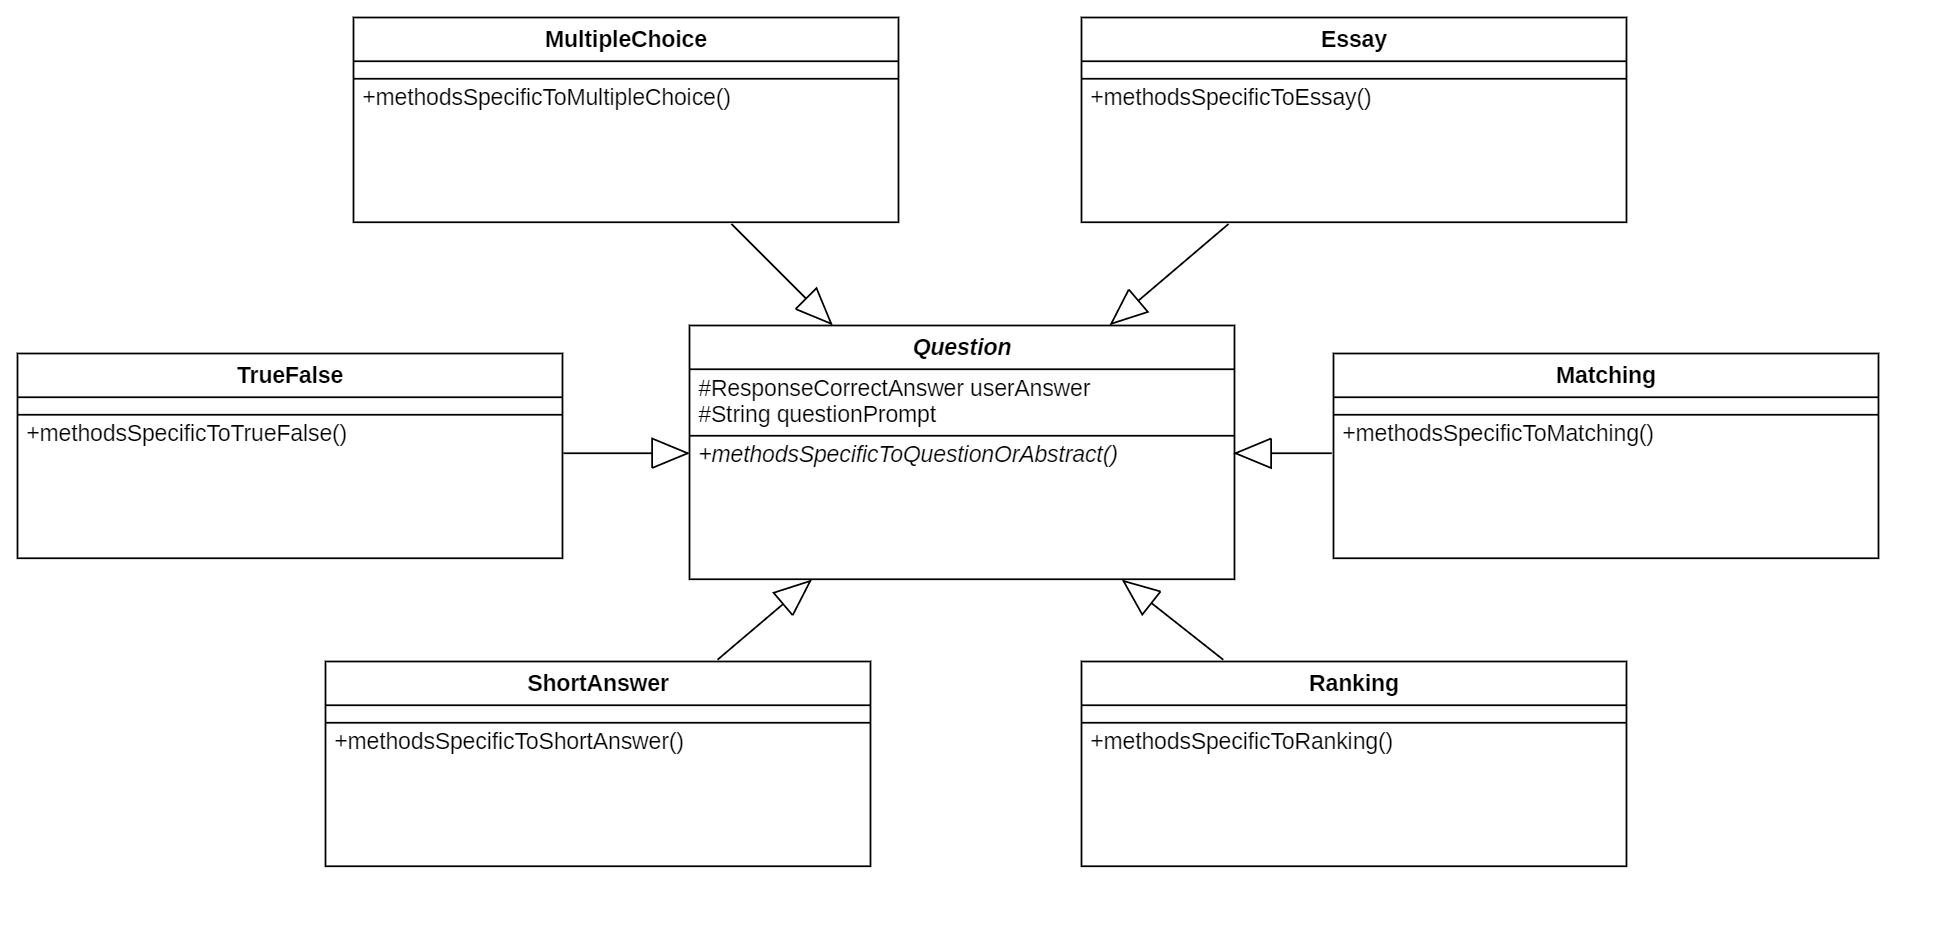 MultipleChoice
+methodsSpecificToMultipleChoice()
Essay
+methodsSpecificToEssay()
TrueFalse
+methodsSpecificToTrueFalse()
Question
#ResponseCorrectAnswer userAnswer
#String questionPrompt
+methodsSpecificToQuestionOrAbstract()
Matching
+methodsSpecificToMatching()
ShortAnswer
+methodsSpecificToShortAnswer()
Ranking
+methodsSpecificToRanking()